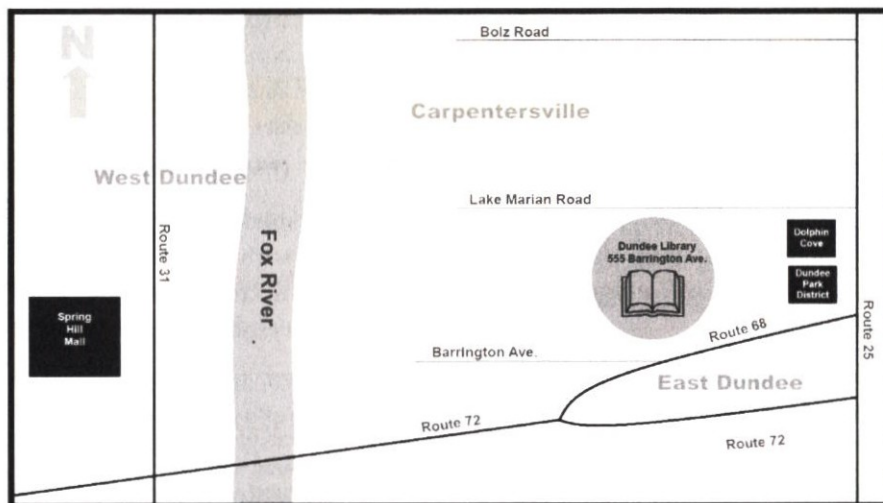 N
Bolz Road
Carpentersville
West Dundee
Lake Marian Road
Route 31
Fox River
Dundee Library
555 Barrington Ave.
Dolphin
Cove
Dundee
Park
District
Spring
Hill
Mall
Route 68
Route 25
Barrington Ave.
East Dundee
Route 72
Route 72